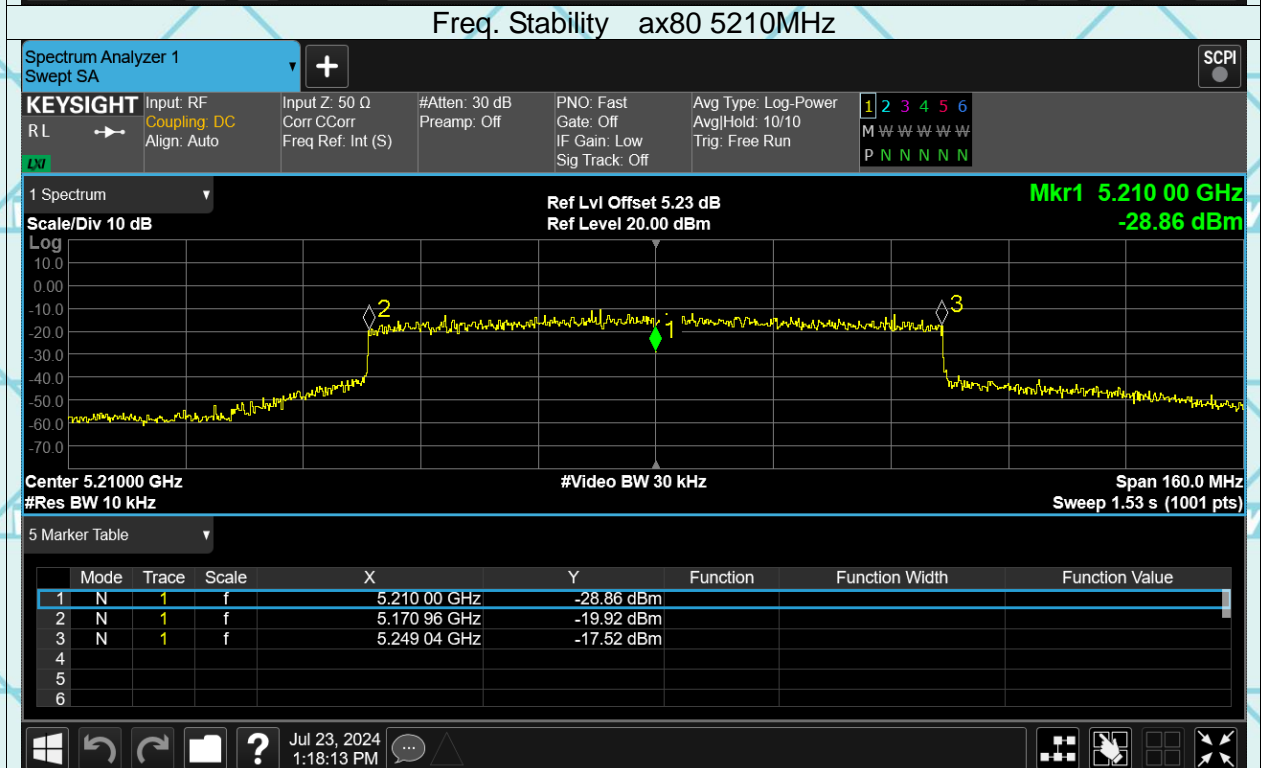 Freq. Stability ax80 5210MHz
Spectrum Analyzer 1
Swept SA
+
SCPI
KEYSIGHT Input: RF Input Z: 50 Ω #Atten: 30 dB PNO: Fast Avg Type: Log-Power 1 2 3 4 5 6
RL Coupling: DC Corr CCorr Preamp: Off Gate: Off Avg|Hold: 10/10 M W W W W W
Align: Auto Freq Ref: Int (S) IF Gain: Low Trig: Free Run P N N N N N
LXI Sig Track: Off
1 Spectrum Ref Lvl Offset 5.23 dB Mkr1 5.210 00 GHz
Scale/Div 10 dB Ref Level 20.00 dBm -28.86 dBm
Log
10.0
0.00
-10.0
-20.0
-30.0
-40.0
-50.0
-60.0
-70.0
2
1
3
Center 5.21000 GHz #Video BW 30 kHz Span 160.0 MHz
#Res BW 10 kHz Sweep 1.53 s (1001 pts)
5 Marker Table
Mode Trace Scale X Y Function Function Width Function Value
1 N 1 f 5.210 00 GHz -28.86 dBm
2 N 1 f 5.170 96 GHz -19.92 dBm
3 N 1 f 5.249 04 GHz -17.52 dBm
4
5
6
? Jul 23, 2024
1:18:13 PM